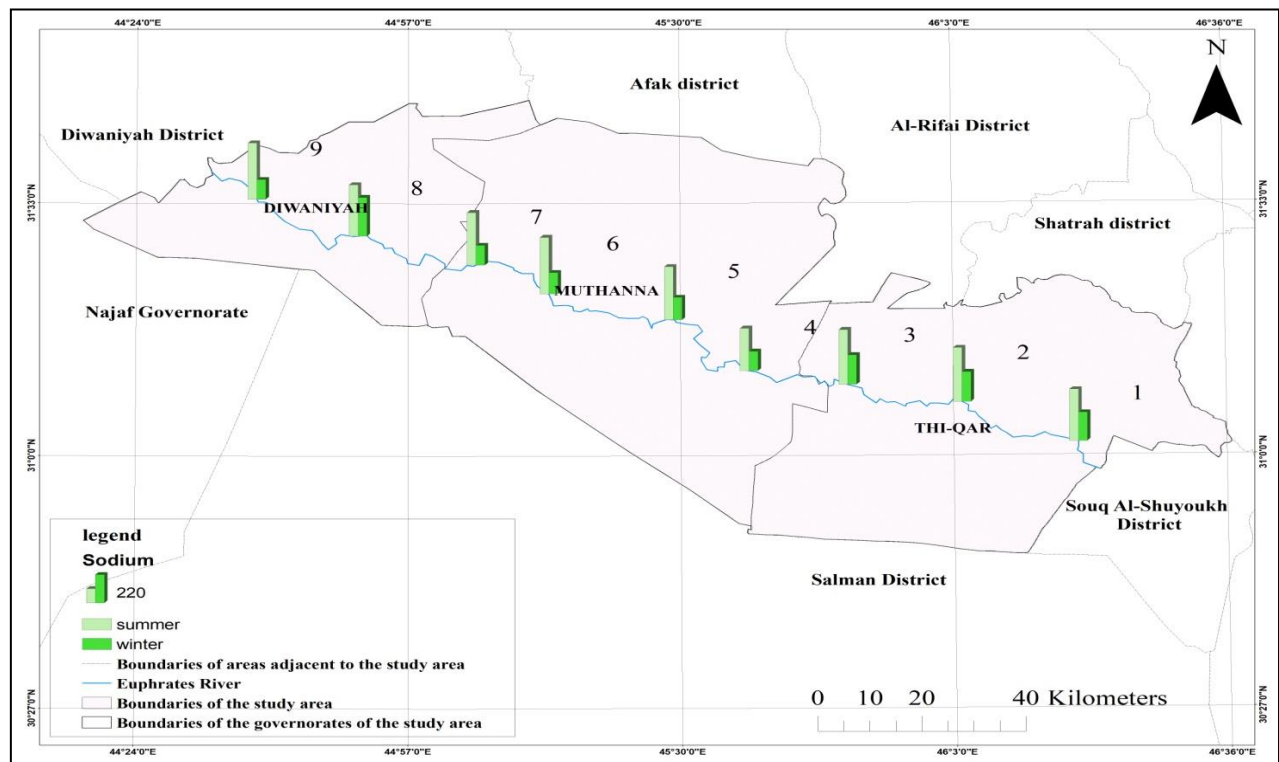 44°24'0"E
44°57'0"E
45°30'0"E
46°3'0"E
46°36'0"E
N
Afak district
Diwaniyah District
Al-Rifai District
9
8
31°33'0"N
31°33'0"N
DIWANIYAH
7
Shatrah district
6
5
MUTHANNA
Najaf Governorate
4
3
2
1
THI-QAR
31°0'0"N
31°0'0"N
Souq Al-Shuyoukh
District
Salman District
legend
Sodium
220
summer
winter
Boundaries of areas adjacent to the study area
Euphrates River
Boundaries of the study area
Boundaries of the governorates of the study area
0 10 20 40 Kilometers
30°27'0"N
30°27'0"N
44°24'0"E
44°57'0"E
45°30'0"E
46°3'0"E
46°36'0"E